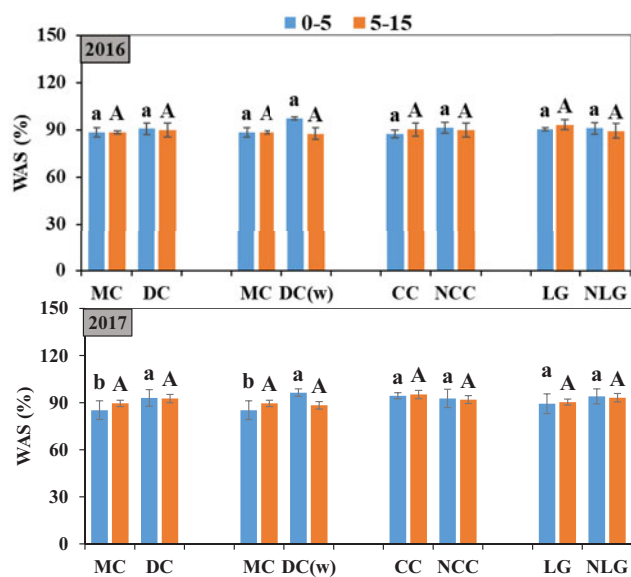 0-5 5-15
150
2016
120
a A a A a A a A a A a A a A a A
90
WAS (%)
60
30
0
MC DC MC DC(w) CC NCC LG NLG
150
2017
120
b A a A b A a A a A a A a A a A
90
WAS (%)
60
30
0
MC DC MC DC(w) CC NCC LG NLG